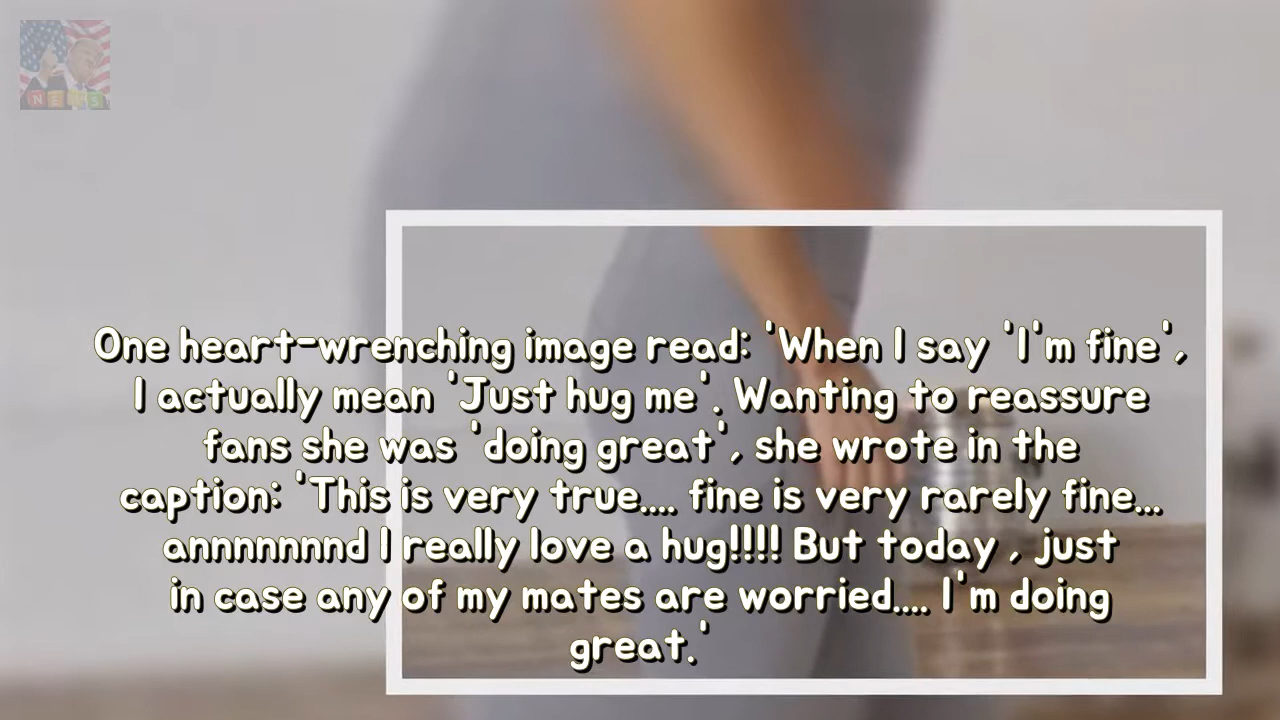 NEWS
One heart-wrenching image read: 'When I say 'I'm fine',
I actually mean 'Just hug me'. Wanting to reassure
fans she was 'doing great', she wrote in the
caption: 'This is very true.... fine is very rarely fine...
annnnnnnd I really love a hug!!!! But today , just
in case any of my mates are worried.... I'm doing
great.'